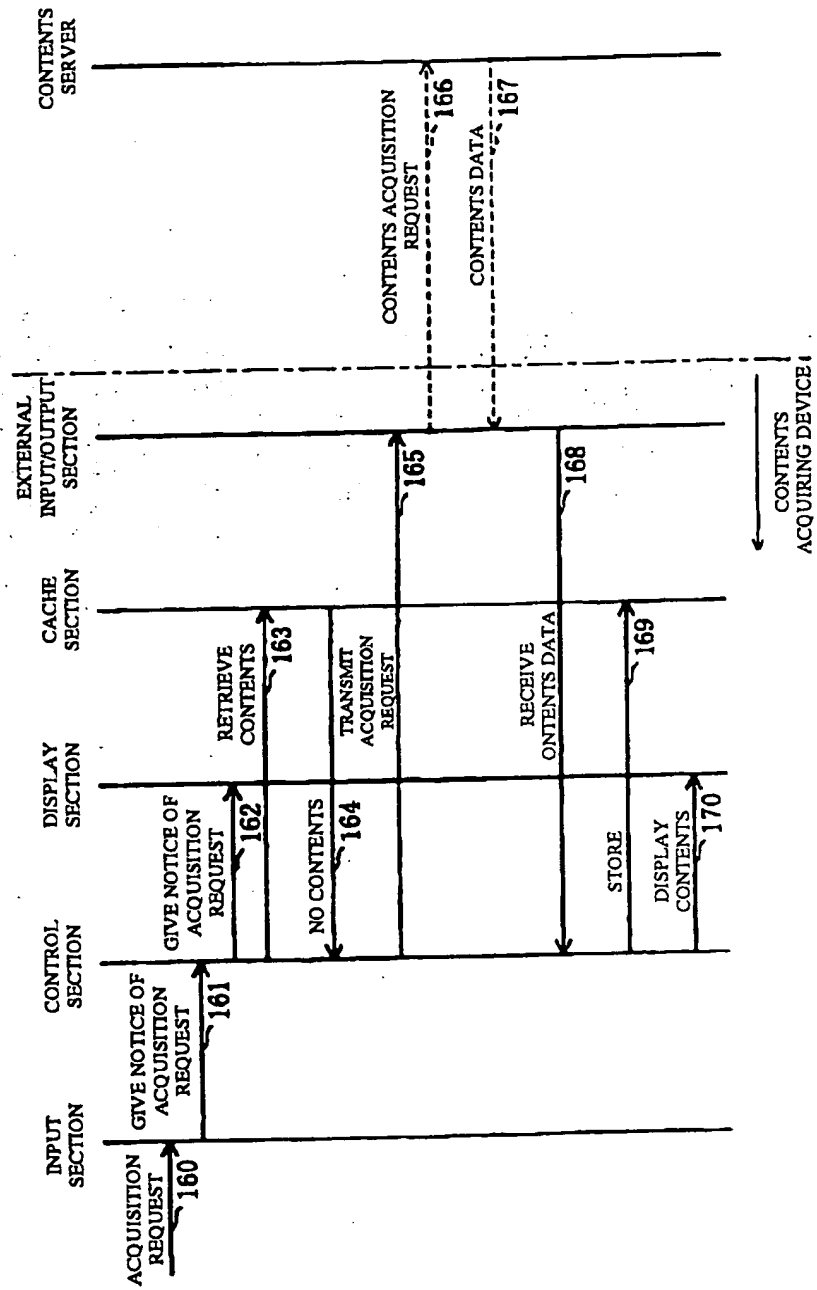 INPUT
SECTION
CONTROL
SECTION
DISPLAY
SECTION
CACHE
SECTION
EXTERNAL
INPUT/OUTPUT
SECTION
CONTENTS
SERVER
ACQUISITION
REQUEST
160
GIVE NOTICE OF
ACQUISITION
REQUEST
161
GIVE NOTICE OF
ACQUISITION
REQUEST
162
RETRIEVE
CONTENTS
163
NO CONTENTS
164
TRANSMIT
ACQUISITION
REQUEST
165
CONTENTS ACQUISITION
REQUEST
166
CONTENTS DATA
167
RECEIVE
ONTENTS DATA
168
STORE
169
DISPLAY
CONTENTS
170
CONTENTS
ACQUIRING DEVICE